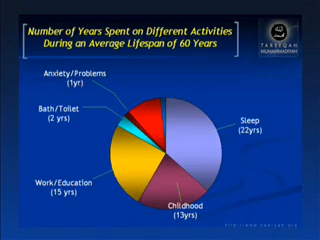 Number of Years Spent on Different Activities
During an Average Lifespan of 60 Years
TAREEQAH
MUHAMMADIYAH
Anxiety/Problems
(1yr)
Bath/Toilet
(2 yrs)
Sleep
(22yrs)
Work/Education
(15 yrs)
Childhood
(13yrs)